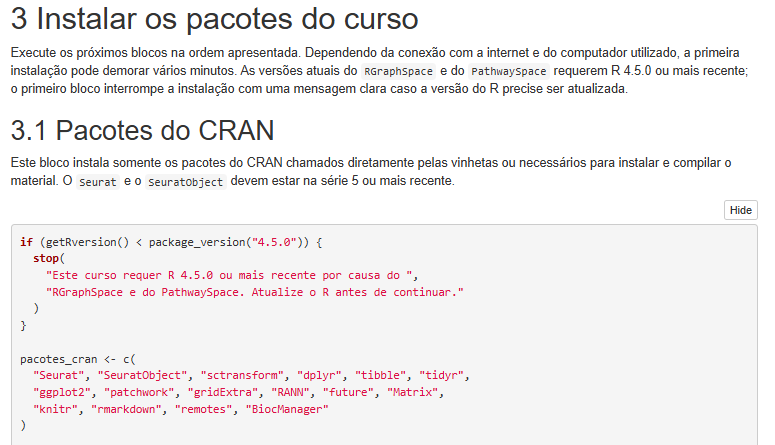 3 Instalar os pacotes do curso
Execute os próximos blocos na ordem apresentada. Dependendo da conexão com a internet e do computador utilizado, a primeira
instalação pode demorar vários minutos. As versões atuais do RGraphSpace e do PathwaySpace requerem R 4.5.0 ou mais recente;
o primeiro bloco interrompe a instalação com uma mensagem clara caso a versão do R precise ser atualizada.
3.1 Pacotes do CRAN
Este bloco instala somente os pacotes do CRAN chamados diretamente pelas vinhetas ou necessários para instalar e compilar o
material. O Seurat e o SeuratObject devem estar na série 5 ou mais recente.
Hide
if (getRversion() < package_version("4.5.0")) {
  stop(
    "Este curso requer R 4.5.0 ou mais recente por causa do ",
    "RGraphSpace e do PathwaySpace. Atualize o R antes de continuar."
  )
}
pacotes_cran <- c(
  "Seurat", "SeuratObject", "sctransform", "dplyr", "tibble", "tidyr",
  "ggplot2", "patchwork", "gridExtra", "RANN", "future", "Matrix",
  "knitr", "rmarkdown", "remotes", "BiocManager"
)